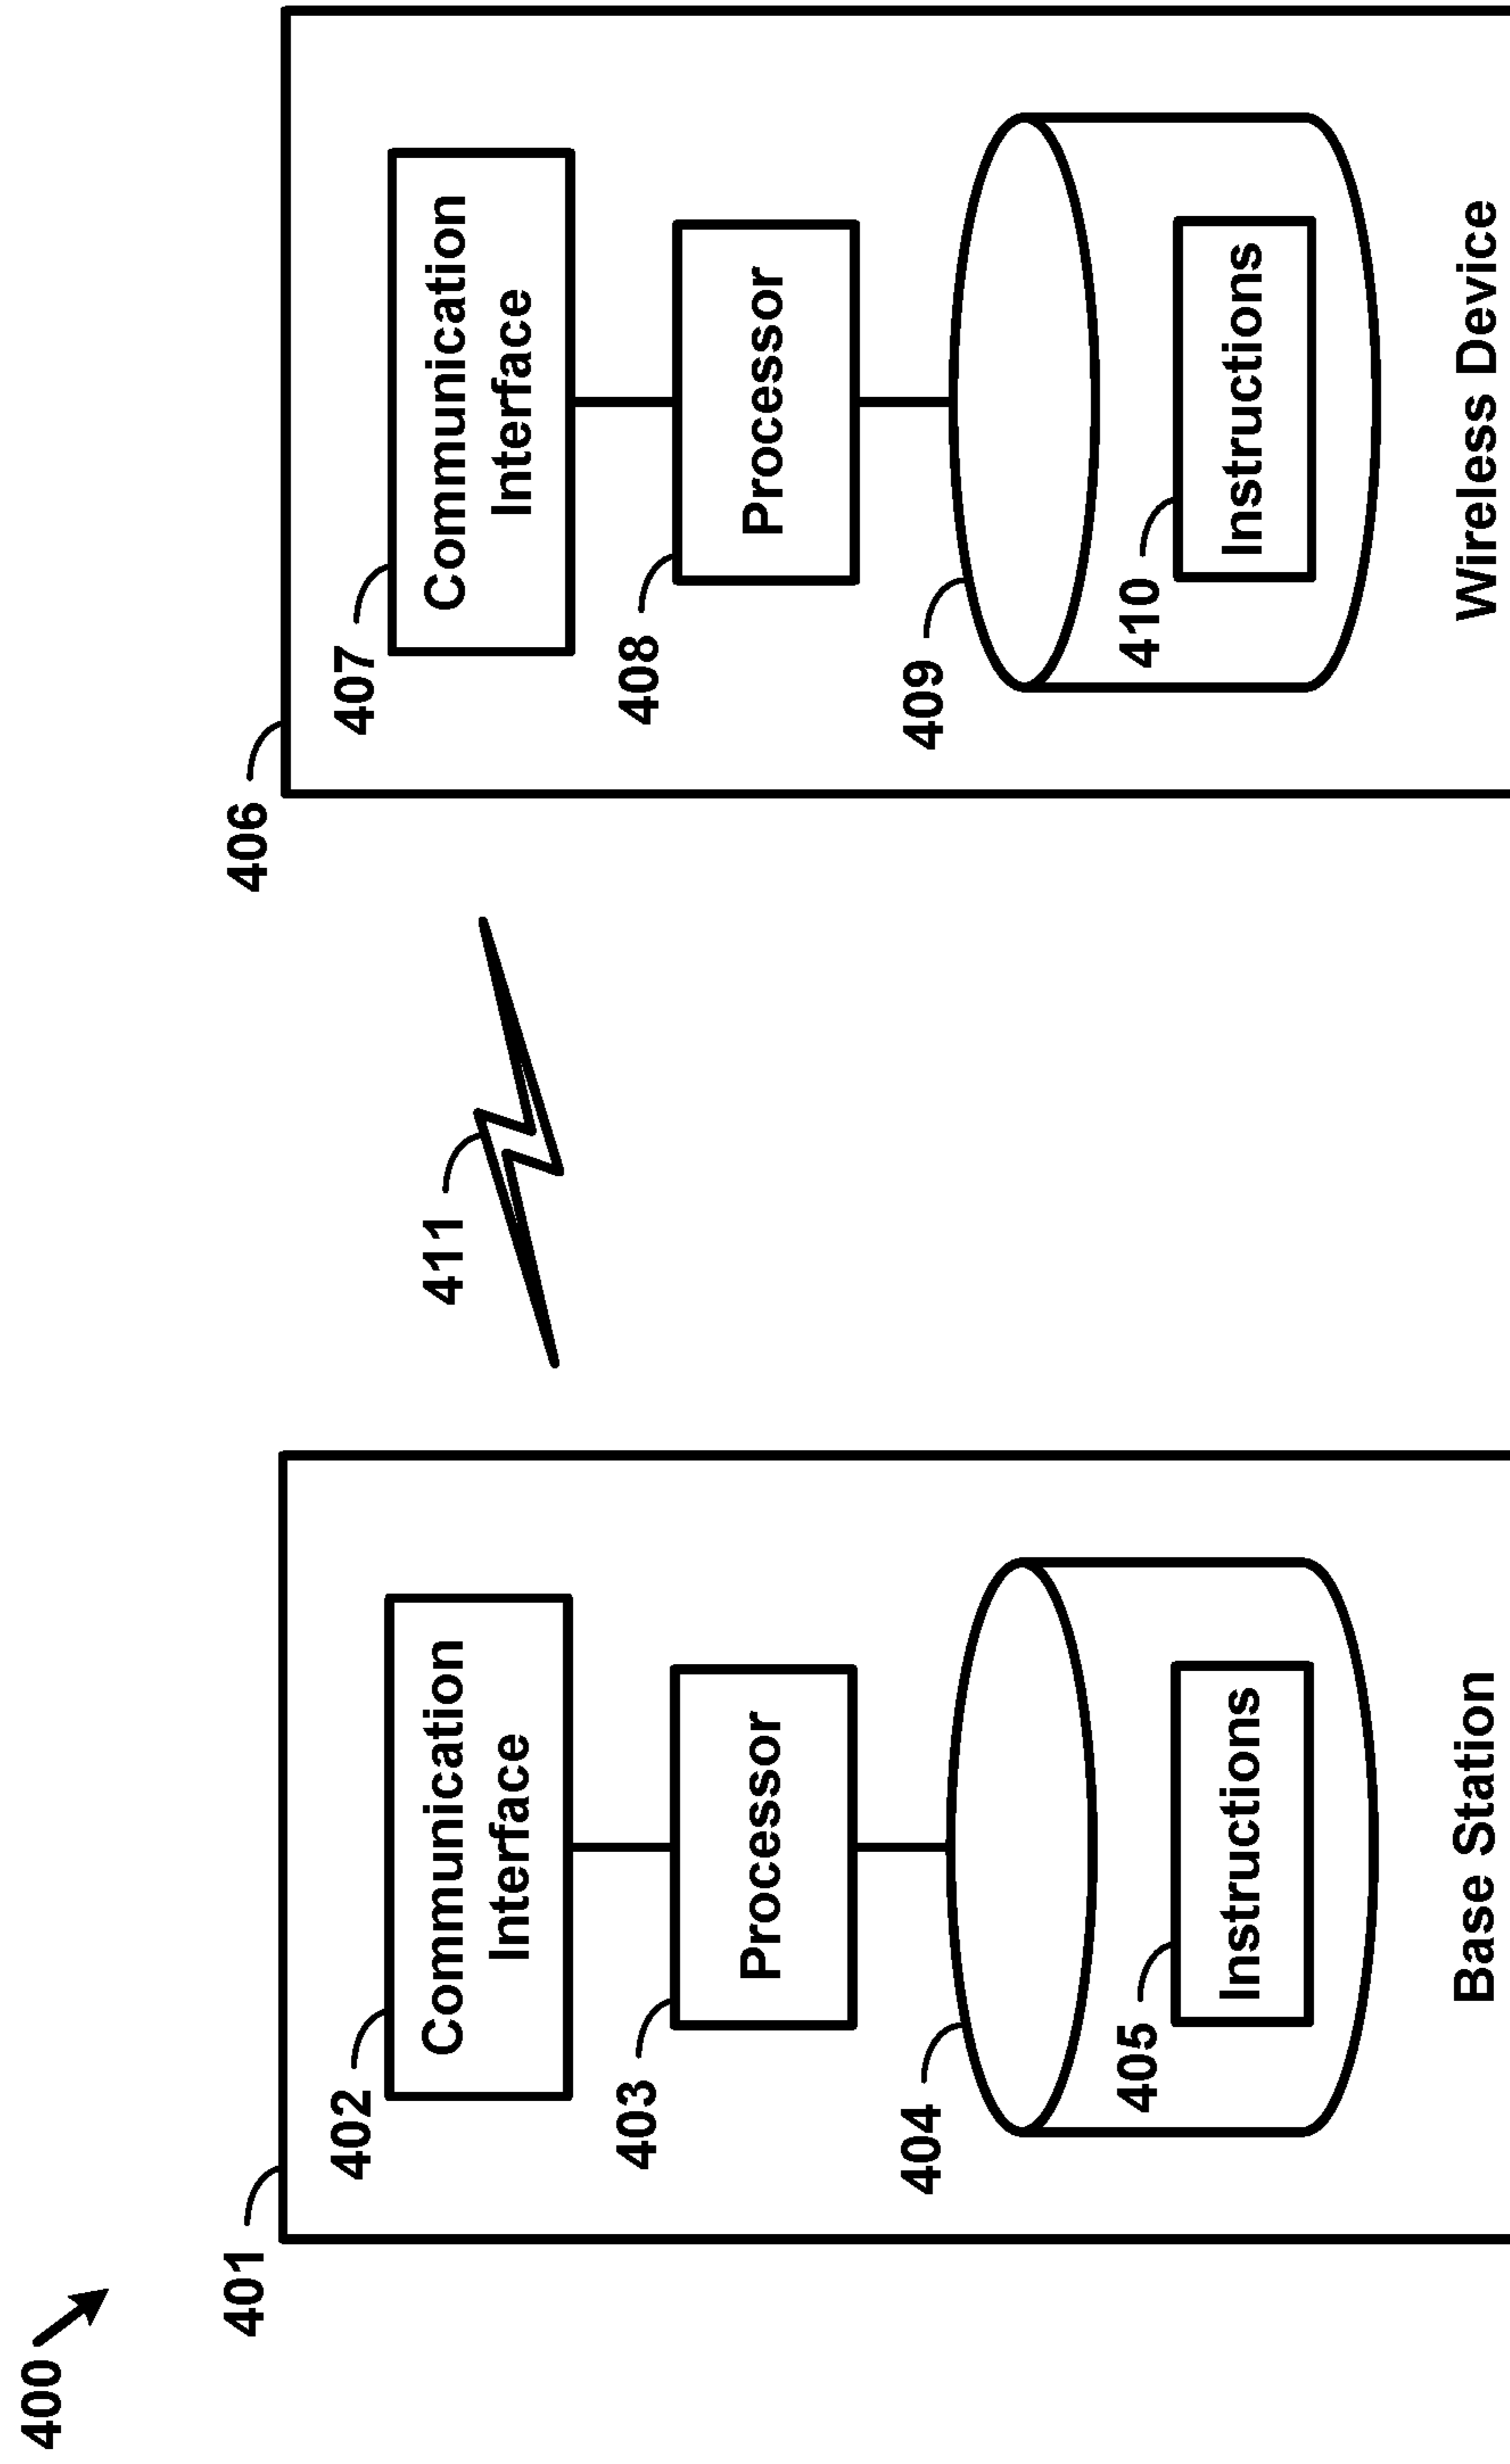 400
401
402
Communication
Interface
403
Processor
404
405
Instructions
Base Station
411
406
407
Communication
Interface
408
Processor
409
410
Instructions
Wireless Device